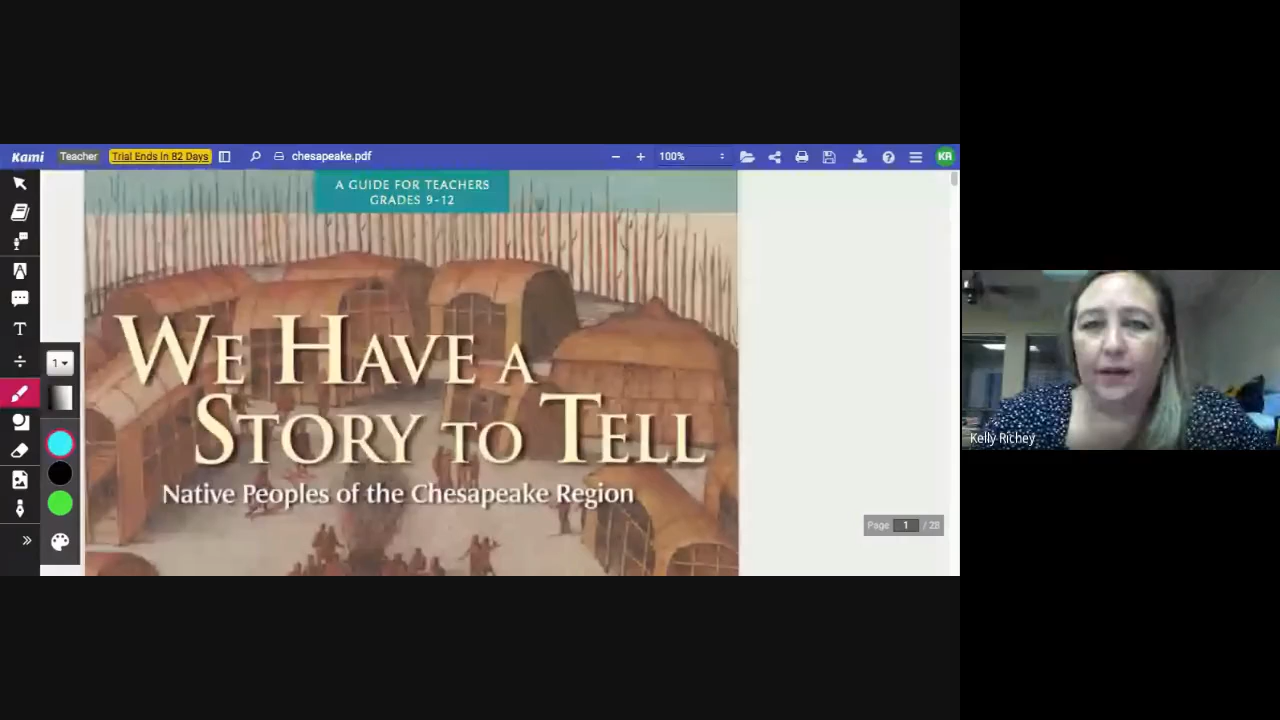 Kami Teacher Trial Ends In 82 Days chesapeake.pdf 100% KR
A GUIDE FOR TEACHERS
GRADES 9-12
WE HAVE A
STORY TO TELL
Native Peoples of the Chesapeake Region
T
1
Page 1 / 28
Kelly Richey